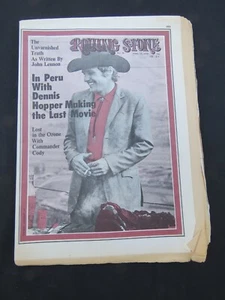 ROLLING STONE
The
Unvarnished
Truth
As Written By
John Lennon
In Peru
With
Dennis
Hopper Making
the Last Movie
Lost
in the Ozone
With
Commander
Cody